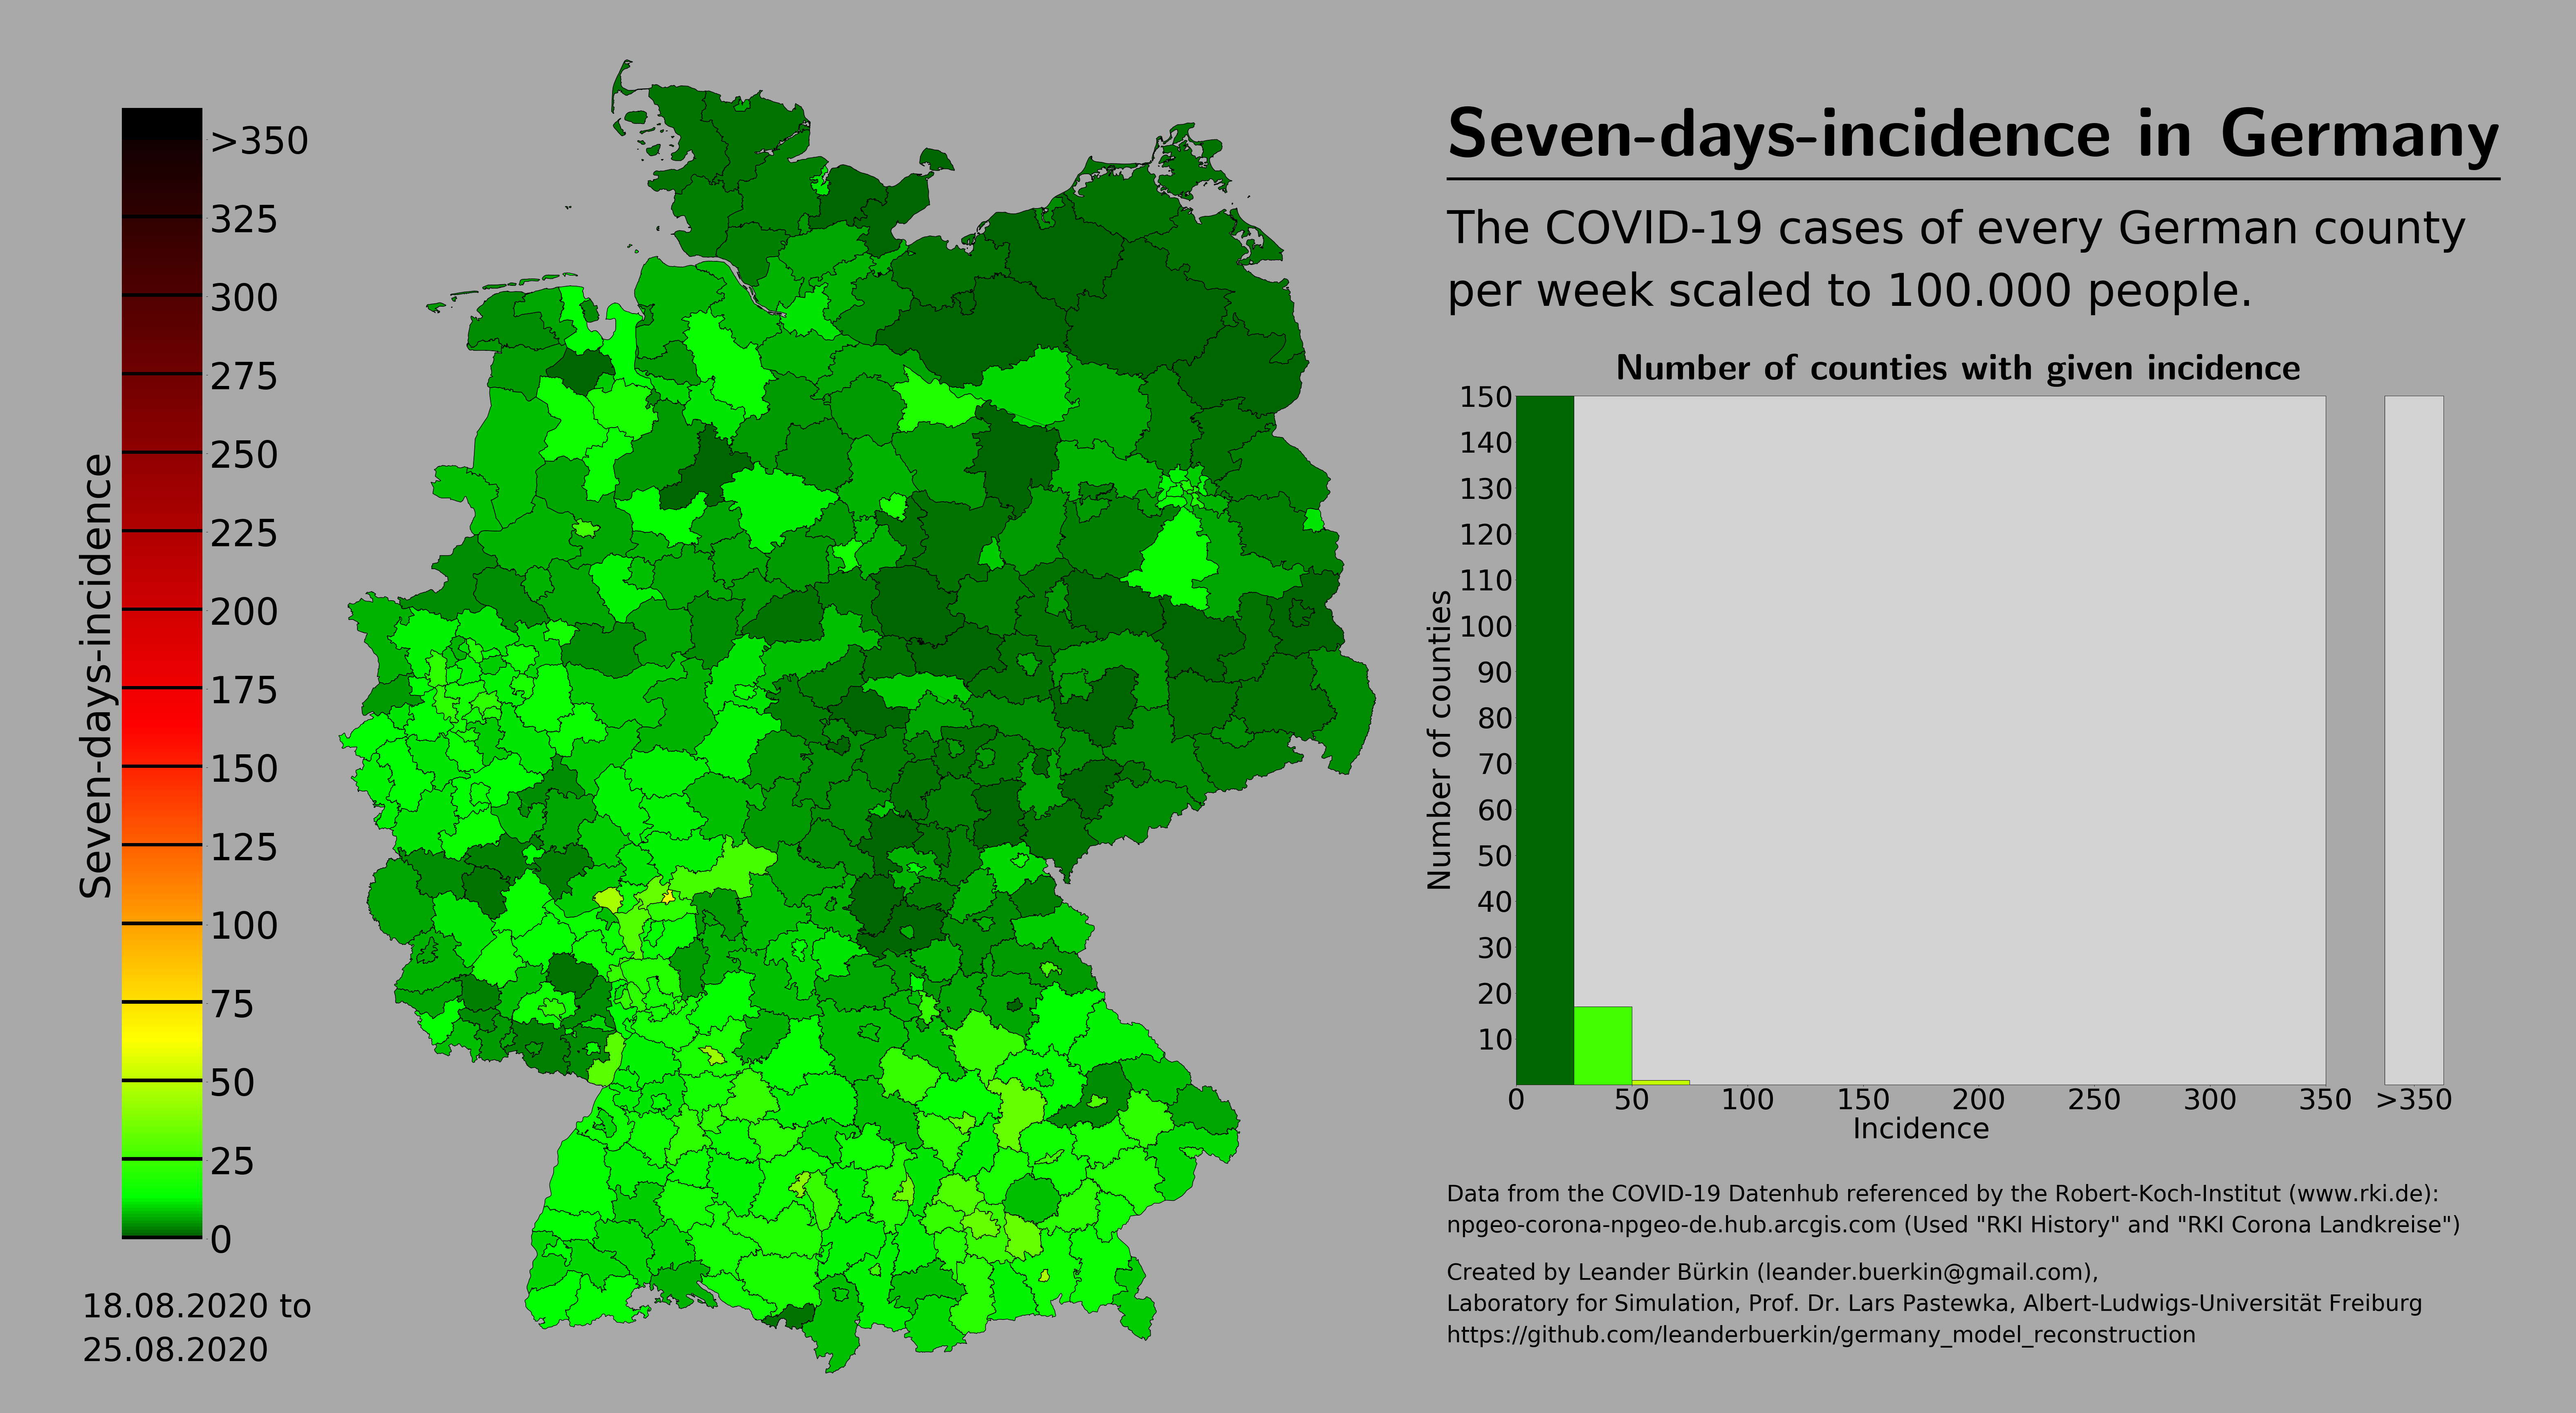 Seven-days-incidence in Germany
The COVID-19 cases of every German county
per week scaled to 100.000 people.
Seven-days-incidence
>350
325
300
275
250
225
200
175
150
125
100
75
50
25
0
18.08.2020 to
25.08.2020
Number of counties with given incidence
Number of counties
150
140
130
120
110
100
90
80
70
60
50
40
30
20
10
0 50 100 150 200 250 300 350 >350
Incidence
Data from the COVID-19 Datenhub referenced by the Robert-Koch-Institut (www.rki.de):
npgeo-corona-npgeo-de.hub.arcgis.com (Used "RKI History" and "RKI Corona Landkreise")
Created by Leander Bürkin (leander.buerkin@gmail.com),
Laboratory for Simulation, Prof. Dr. Lars Pastewka, Albert-Ludwigs-Universität Freiburg
https://github.com/leanderbuerkin/germany_model_reconstruction